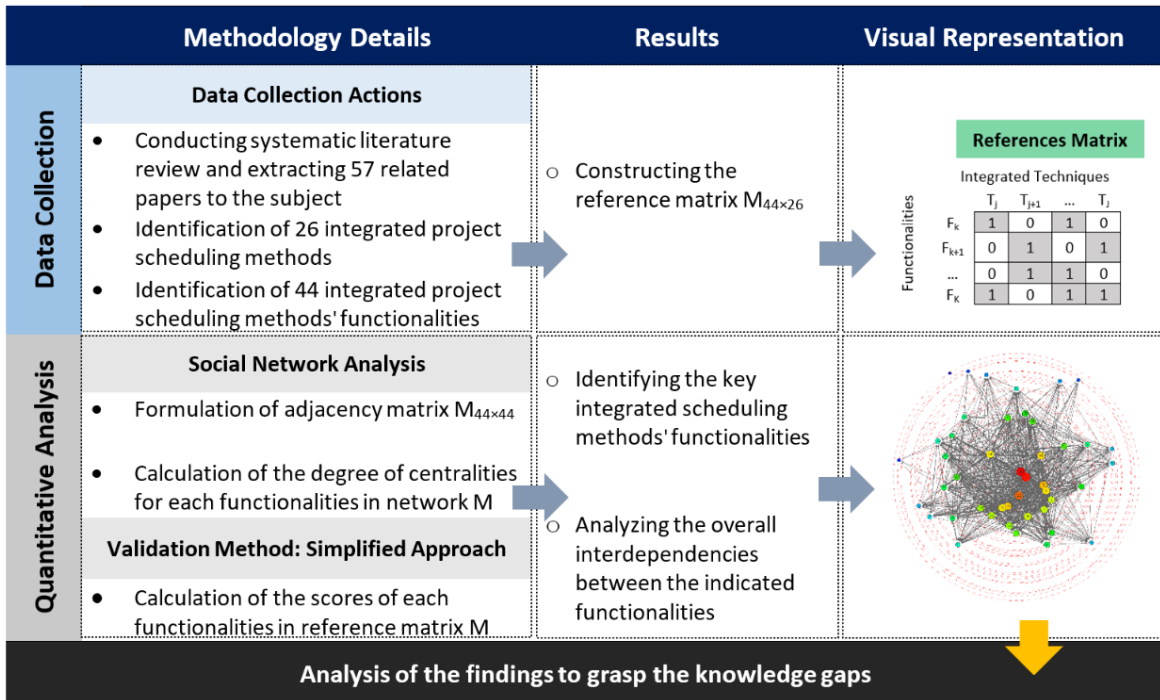 Methodology Details
Results
Visual Representation
Data Collection
Data Collection Actions
• Conducting systematic literature
review and extracting 57 related
papers to the subject
• Identification of 26 integrated project
scheduling methods
• Identification of 44 integrated project
scheduling methods' functionalities
○ Constructing the
reference matrix M44×26
References Matrix
Integrated Techniques
Tj Tj+1 ... TJ
Functionalities
Fk 1 0 1 0
Fk+1 0 1 0 1
... 0 1 1 0
FK 1 0 1 1
Quantitative Analysis
Social Network Analysis
• Formulation of adjacency matrix M44×44
• Calculation of the degree of centralities
for each functionalities in network M
Validation Method: Simplified Approach
• Calculation of the scores of each
functionalities in reference matrix M
○ Identifying the key
integrated scheduling
methods' functionalities
○ Analyzing the overall
interdependencies
between the indicated
functionalities
Analysis of the findings to grasp the knowledge gaps